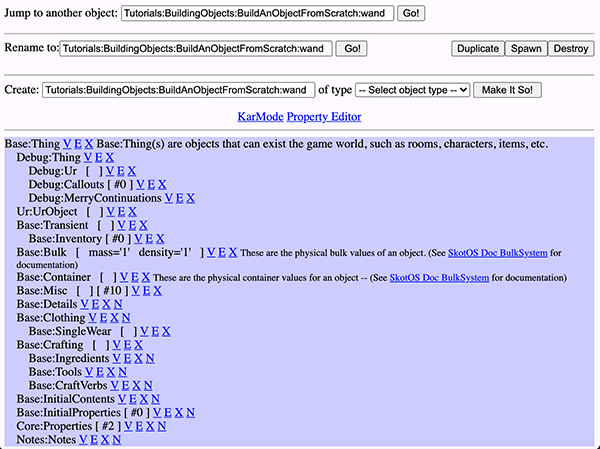 Jump to another object: Tutorials:BuildingObjects:BuildAnObjectFromScratch:wand Go!
Rename to: Tutorials:BuildingObjects:BuildAnObjectFromScratch:wand Go! Duplicate Spawn Destroy
Create: Tutorials:BuildingObjects:BuildAnObjectFromScratch:wand of type -- Select object type -- Make It So!
KarMode Property Editor
Base:Thing V E X Base:Thing(s) are objects that can exist the game world, such as rooms, characters, items, etc.
Debug:Thing V E X
Debug:Ur [ ] V E X
Debug:Callouts [ #0 ] V E X
Debug:MerryContinuations V E X
Ur:UrObject [ ] V E X
Base:Transient [ ] V E X
Base:Inventory [ #0 ] V E X
Base:Bulk [ mass='1' density='1' ] V E X These are the physical bulk values of an object. (See SkotOS Doc BulkSystem for
documentation)
Base:Container [ ] V E X These are the physical container values for an object -- (See SkotOS Doc BulkSystem for documentation)
Base:Misc [ ] [ #10 ] V E X
Base:Details V E X N
Base:Clothing V E X N
Base:SingleWear [ ] V E X
Base:Crafting [ ] V E X
Base:Ingredients V E X N
Base:Tools V E X N
Base:CraftVerbs V E X N
Base:InitialContents V E X N
Base:InitialProperties [ #0 ] V E X N
Core:Properties [ #2 ] V E X N
Notes:Notes V E X N